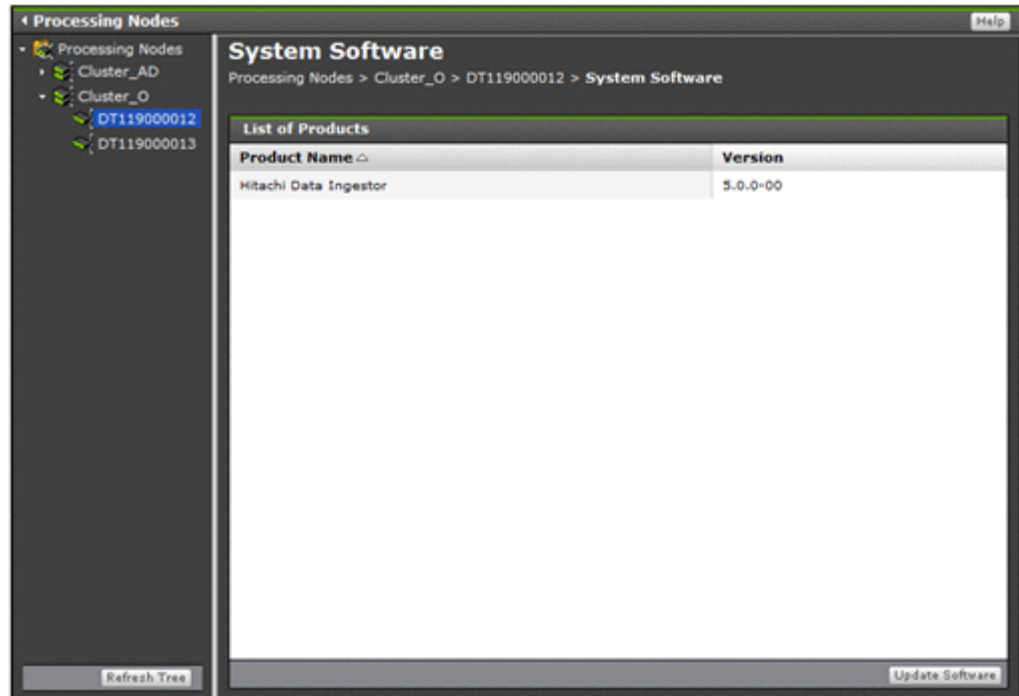 Processing Nodes
Help
Processing Nodes
Cluster_AD
Cluster_O
DT119000012
DT119000013
Refresh Tree
System Software
Processing Nodes > Cluster_O > DT119000012 > System Software
List of Products
Product Name Version
Hitachi Data Ingestor 5.0.0-00
Update Software